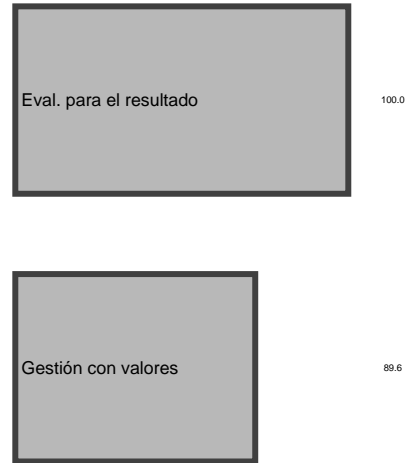 Eval. para el resultado
100.0
Gestión con valores
89.6